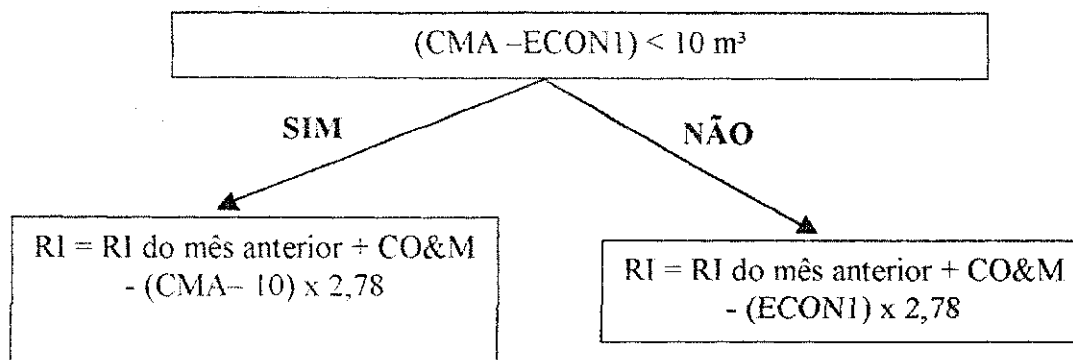 (CMA –ECON1) < 10 m³
SIM
NÃO
RI = RI do mês anterior + CO&M
- (CMA– 10) x 2,78
RI = RI do mês anterior + CO&M
- (ECON1) x 2,78